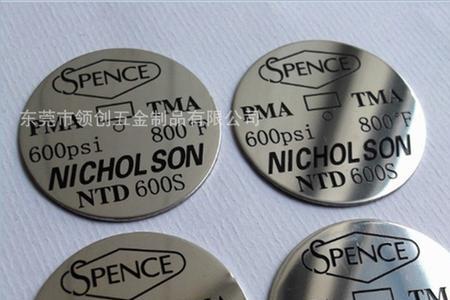 SPENCE
PMA TMA
600psi 800°F
NICHOLSON
NTD 600S
SPENCE
PMA TMA
600psi 800°F
NICHOLSON
NTD 600S
东莞市领创五金制品有限公司
SPENCE
SPENCE
TMA